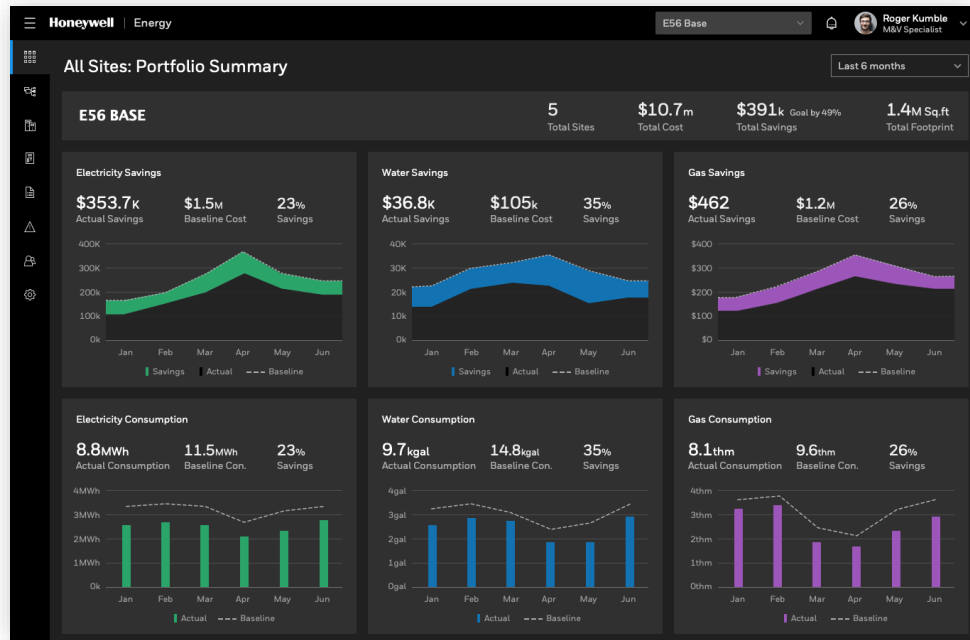 Honeywell | Energy
E56 Base
Roger Kumble
M&V Specialist
All Sites: Portfolio Summary
Last 6 months
E56 BASE
5
Total Sites
$10.7m
Total Cost
$391k Goal by 49%
Total Savings
1.4M Sq.ft
Total Footprint
Electricity Savings
$353.7K
Actual Savings
$1.5M
Baseline Cost
23%
Savings
400K
300K
200k
100k
0k
Jan Feb Mar Apr May Jun
Savings Actual Baseline
Water Savings
$36.8K
Actual Savings
$105k
Baseline Cost
35%
Savings
40K
30K
20k
10k
0k
Jan Feb Mar Apr May Jun
Savings Actual Baseline
Gas Savings
$462
Actual Savings
$1.2M
Baseline Cost
26%
Savings
$400
$300
$200
$100
$0
Jan Feb Mar Apr May Jun
Savings Actual Baseline
Electricity Consumption
8.8MWh
Actual Consumption
11.5MWh
Baseline Con.
23%
Savings
4MWh
3MWh
2MWh
1MWh
0k
Jan Feb Mar Apr May Jun
Actual Baseline
Water Consumption
9.7kgal
Actual Consumption
14.8kgal
Baseline Con.
35%
Savings
4gal
3gal
2gal
1gal
0gal
Jan Feb Mar Apr May Jun
Actual Baseline
Gas Consumption
8.1thm
Actual Consumption
9.6thm
Baseline Con.
26%
Savings
4thm
3thm
2thm
1thm
0thm
Jan Feb Mar Apr May Jun
Actual Baseline